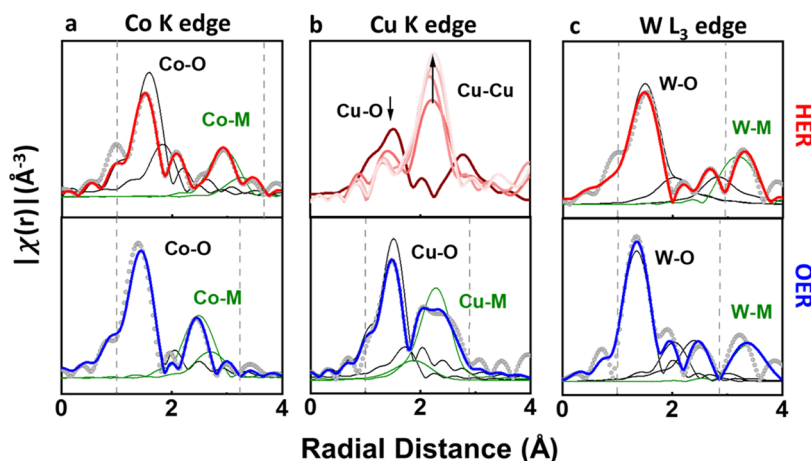 a Co K edge
b Cu K edge
c W L3 edge
Co-O
Co-M
Cu-O
Cu-Cu
W-O
W-M
HER
|χ(r)|(Å-3)
Co-O
Co-M
Cu-O
Cu-M
W-O
W-M
OER
0 2 4 0 2 4 0 2 4
Radial Distance (Å)